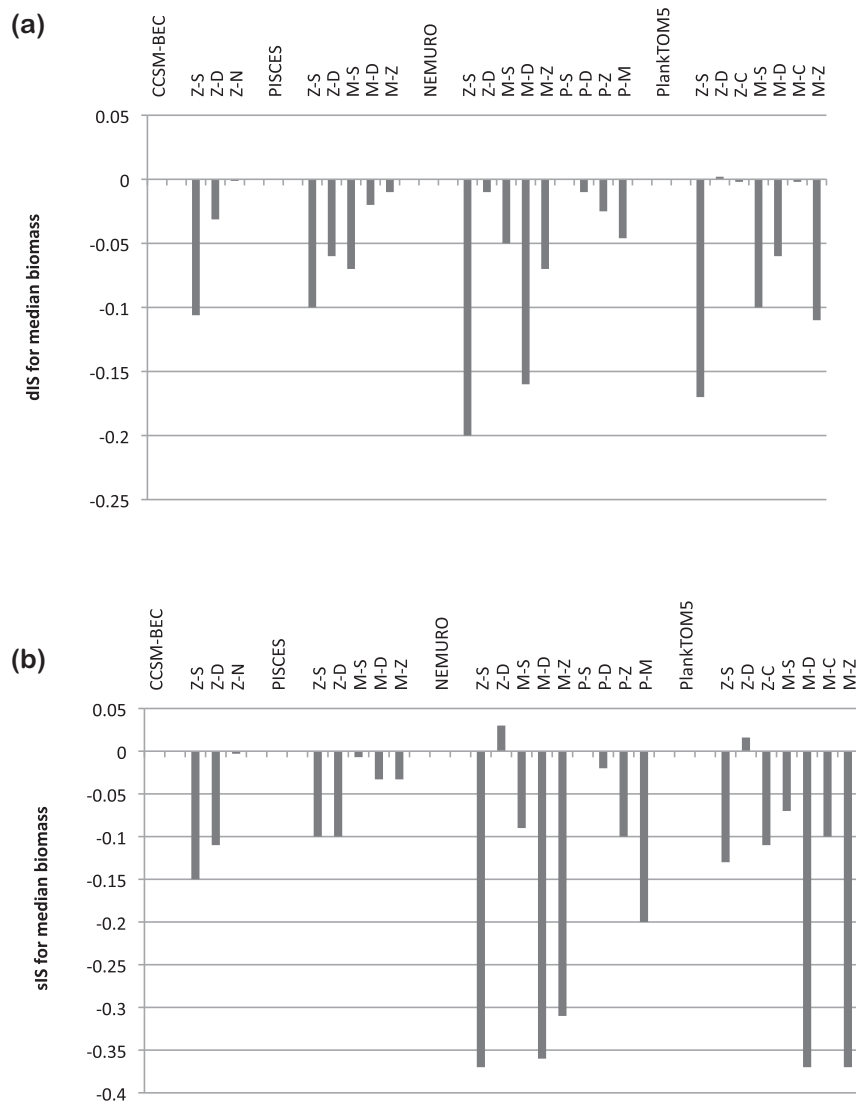 (a)
CCSM-BEC
Z-S
Z-D
Z-N
PISCES
Z-S
Z-D
M-S
M-D
M-Z
NEMURO
Z-S
Z-D
M-S
M-D
M-Z
P-S
P-D
P-Z
P-M
PlankTOM5
Z-S
Z-D
Z-C
M-S
M-D
M-C
M-Z
0.05
0
-0.05
-0.1
-0.15
-0.2
-0.25
dIS for median biomass
(b)
CCSM-BEC
Z-S
Z-D
Z-N
PISCES
Z-S
Z-D
M-S
M-D
M-Z
NEMURO
Z-S
Z-D
M-S
M-D
M-Z
P-S
P-D
P-Z
P-M
PlankTOM5
Z-S
Z-D
Z-C
M-S
M-D
M-C
M-Z
0.05
0
-0.05
-0.1
-0.15
-0.2
-0.25
-0.3
-0.35
-0.4
sIS for median biomass